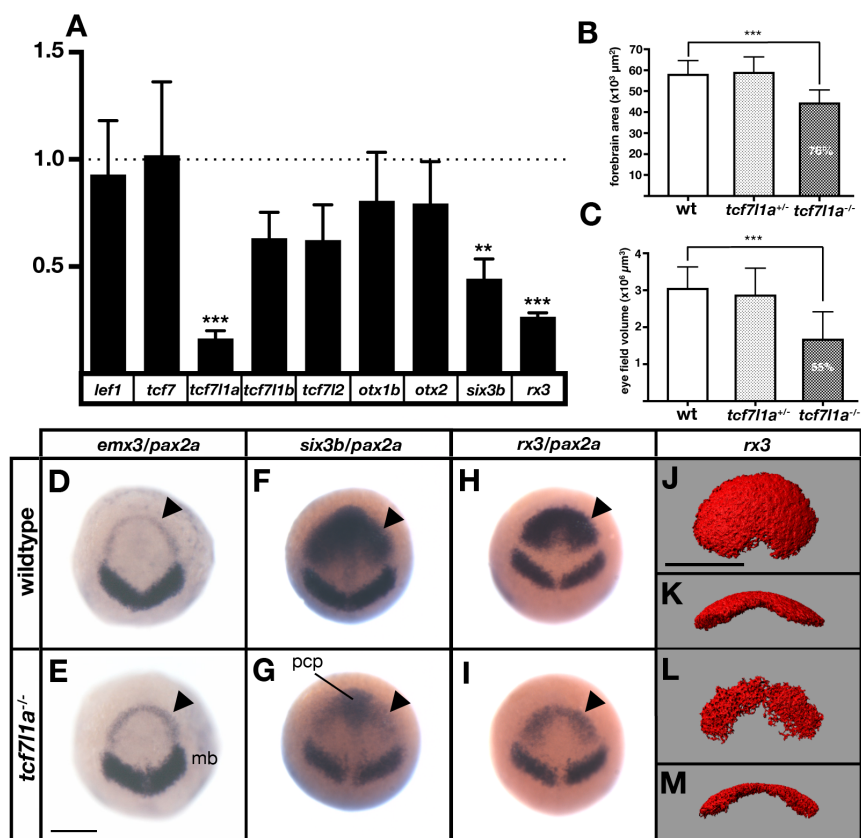 A
1.5
1.0
0.5
***
**
***
lef1 tcf7 tcf7l1a tcf7l1b tcf7l2 otx1b otx2 six3b rx3
B
***
forebrain area (x10³ µm²)
70
60
50
40
30
20
10
76%
wt tcf7l1a+/- tcf7l1a-/-
C
***
eye field volume (x10⁶ µm³)
4
3
2
1
55%
wt tcf7l1a+/- tcf7l1a-/-
emx3/pax2a six3b/pax2a rx3/pax2a rx3
wildtype
D F H J
K
tcf7l1a-/-
E G I L
pcp
mb
M